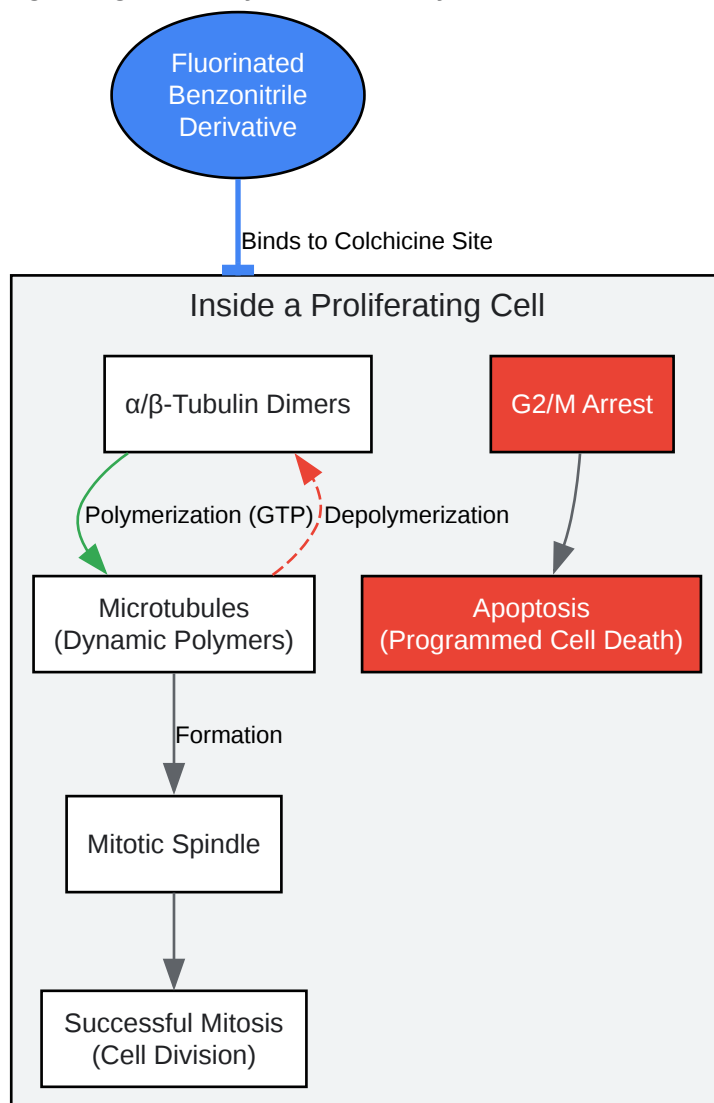 Fluorinated
Benzonitrile
Derivative
Binds to Colchicine Site
Inside a Proliferating Cell
α/β-Tubulin Dimers
G2/M Arrest
Polymerization (GTP)
Depolymerization
Microtubules
(Dynamic Polymers)
Apoptosis
(Programmed Cell Death)
Formation
Mitotic Spindle
Successful Mitosis
(Cell Division)